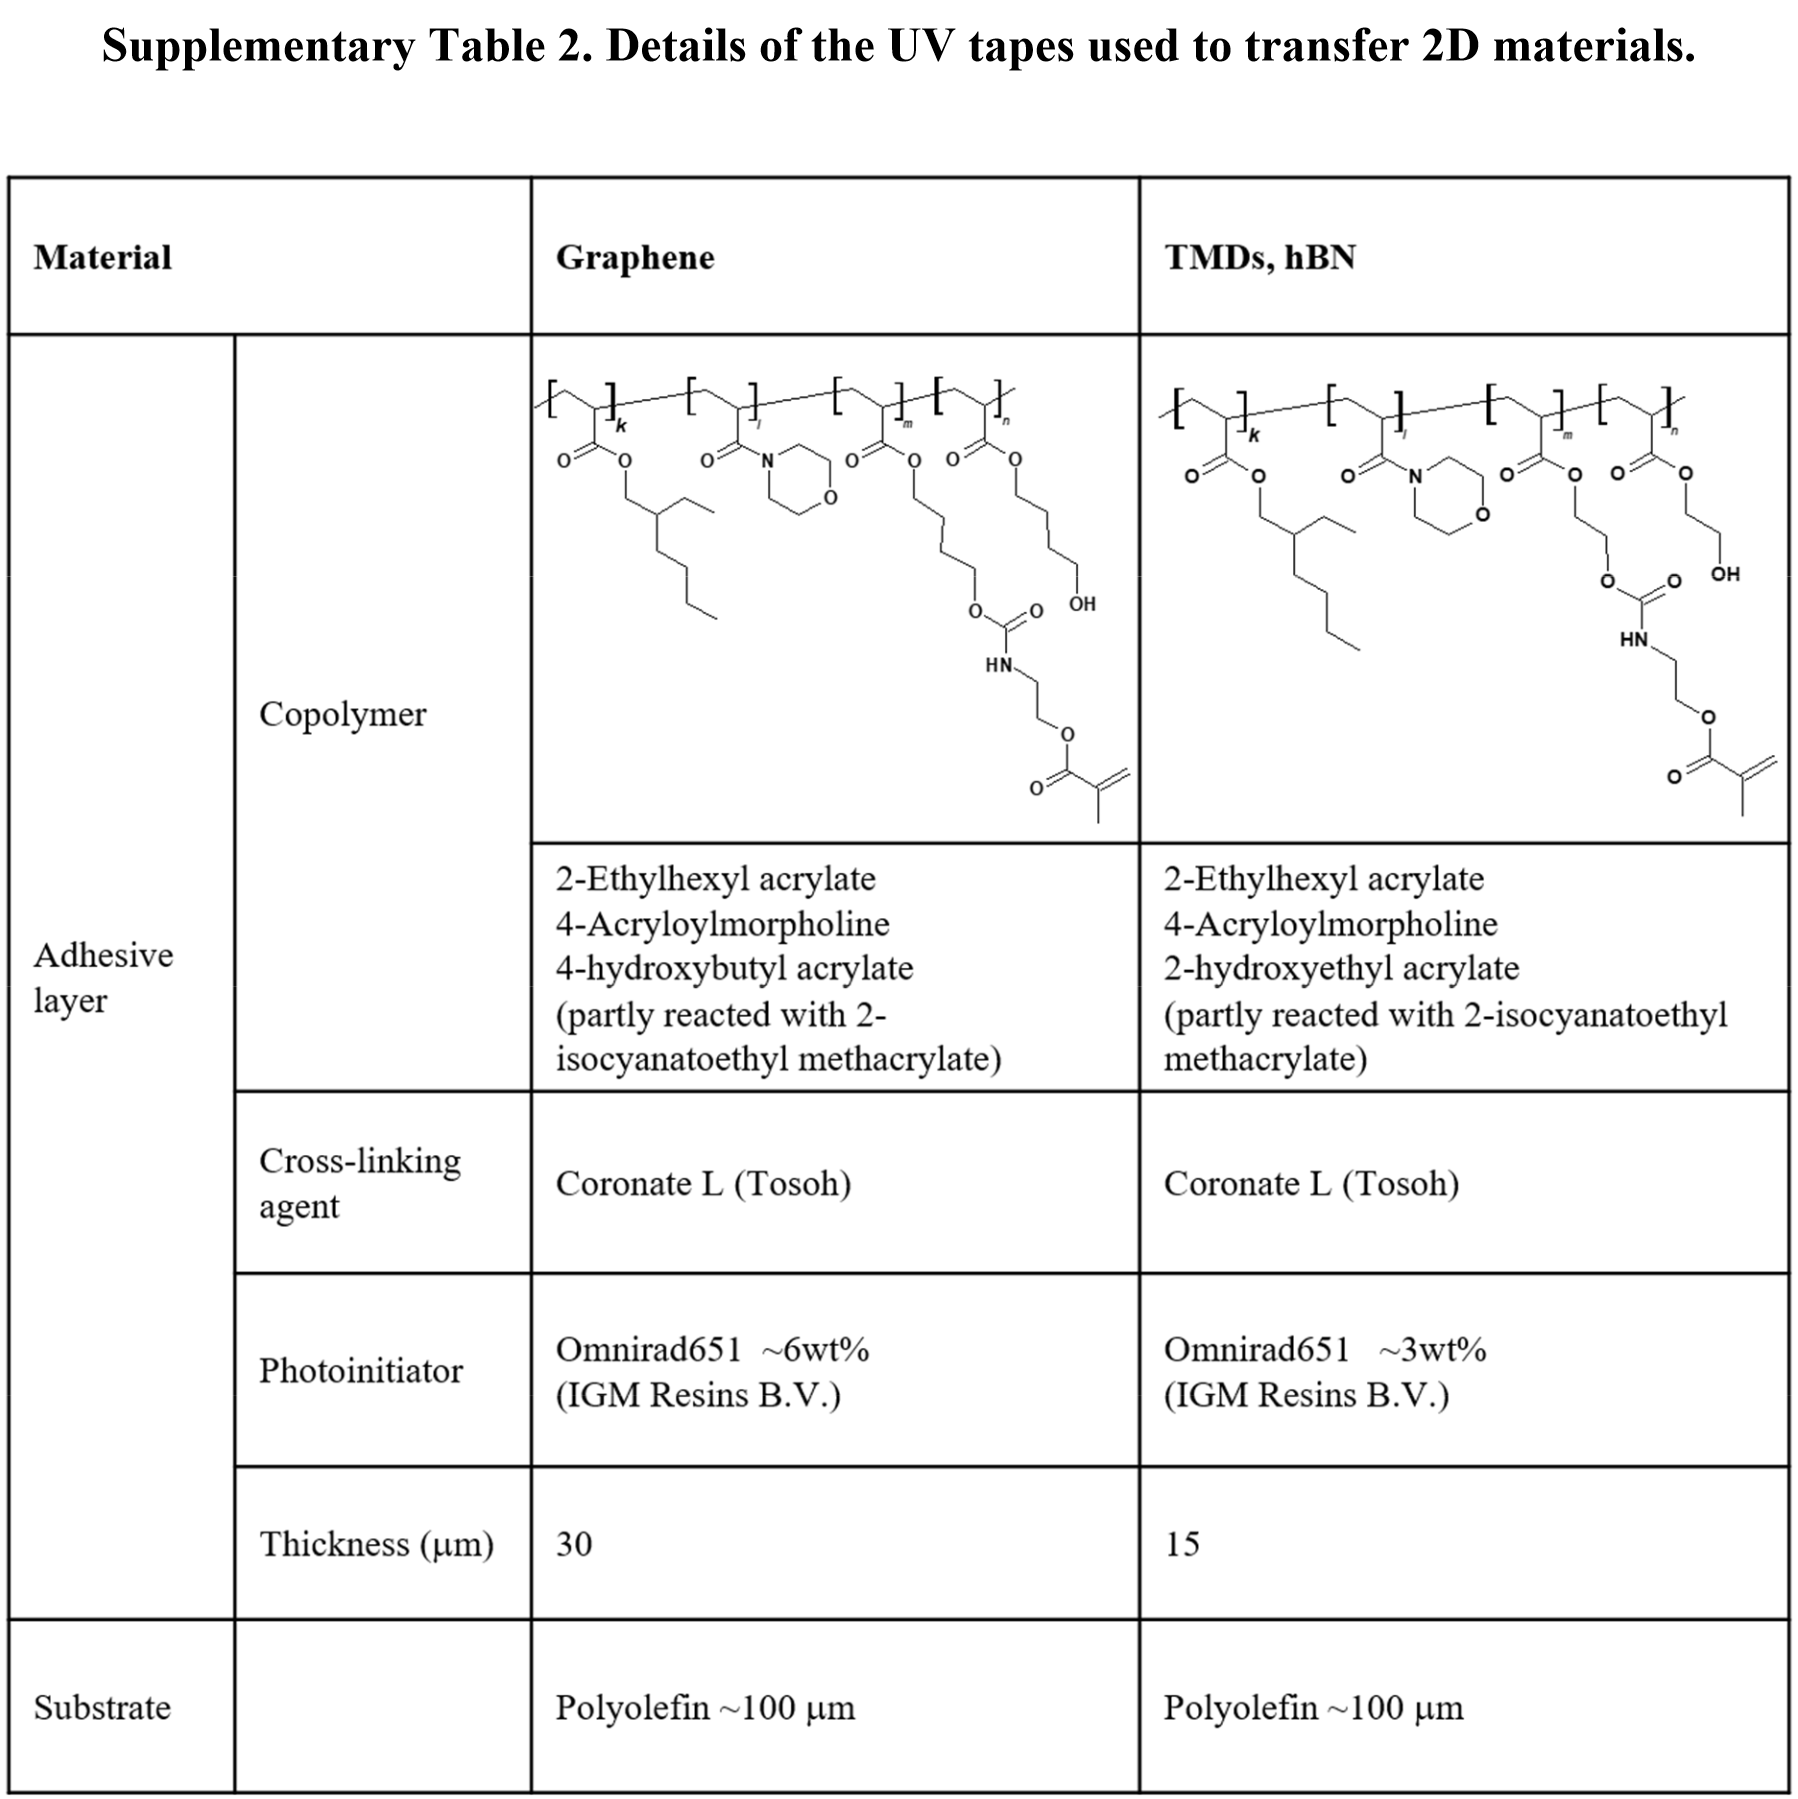 Supplementary Table 2. Details of the UV tapes used to transfer 2D materials.
Material
Graphene
TMDs, hBN
Adhesive
layer
Copolymer
[ ]k [ ]l [ ]m [ ]n
O O O N O O O O O
O OH
HN
O
O
[ ]k [ ]l [ ]m [ ]n
O O O N O O O O O
O O OH
HN
O
O
2-Ethylhexyl acrylate
4-Acryloylmorpholine
4-hydroxybutyl acrylate
(partly reacted with 2-
isocyanatoethyl methacrylate)
2-Ethylhexyl acrylate
4-Acryloylmorpholine
2-hydroxyethyl acrylate
(partly reacted with 2-isocyanatoethyl
methacrylate)
Cross-linking
agent
Coronate L (Tosoh)
Coronate L (Tosoh)
Photoinitiator
Omnirad651 ~6wt%
(IGM Resins B.V.)
Omnirad651 ~3wt%
(IGM Resins B.V.)
Thickness (μm)
30
15
Substrate
Polyolefin ~100 μm
Polyolefin ~100 μm